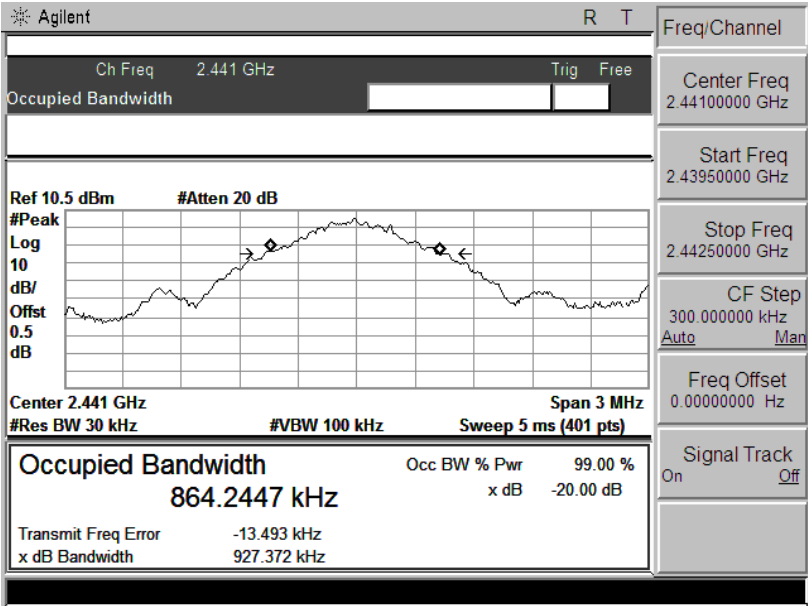 Agilent
R T
Freq/Channel
Ch Freq 2.441 GHz
Trig Free
Occupied Bandwidth
Center Freq
2.44100000 GHz
Start Freq
2.43950000 GHz
Stop Freq
2.44250000 GHz
CF Step
300.000000 kHz
Auto Man
Freq Offset
0.00000000 Hz
Signal Track
On Off
Ref 10.5 dBm
#Atten 20 dB
#Peak
Log
10
dB/
Offst
0.5
dB
Center 2.441 GHz
Span 3 MHz
#Res BW 30 kHz
#VBW 100 kHz
Sweep 5 ms (401 pts)
Occupied Bandwidth
864.2447 kHz
Occ BW % Pwr 99.00 %
x dB -20.00 dB
Transmit Freq Error -13.493 kHz
x dB Bandwidth 927.372 kHz